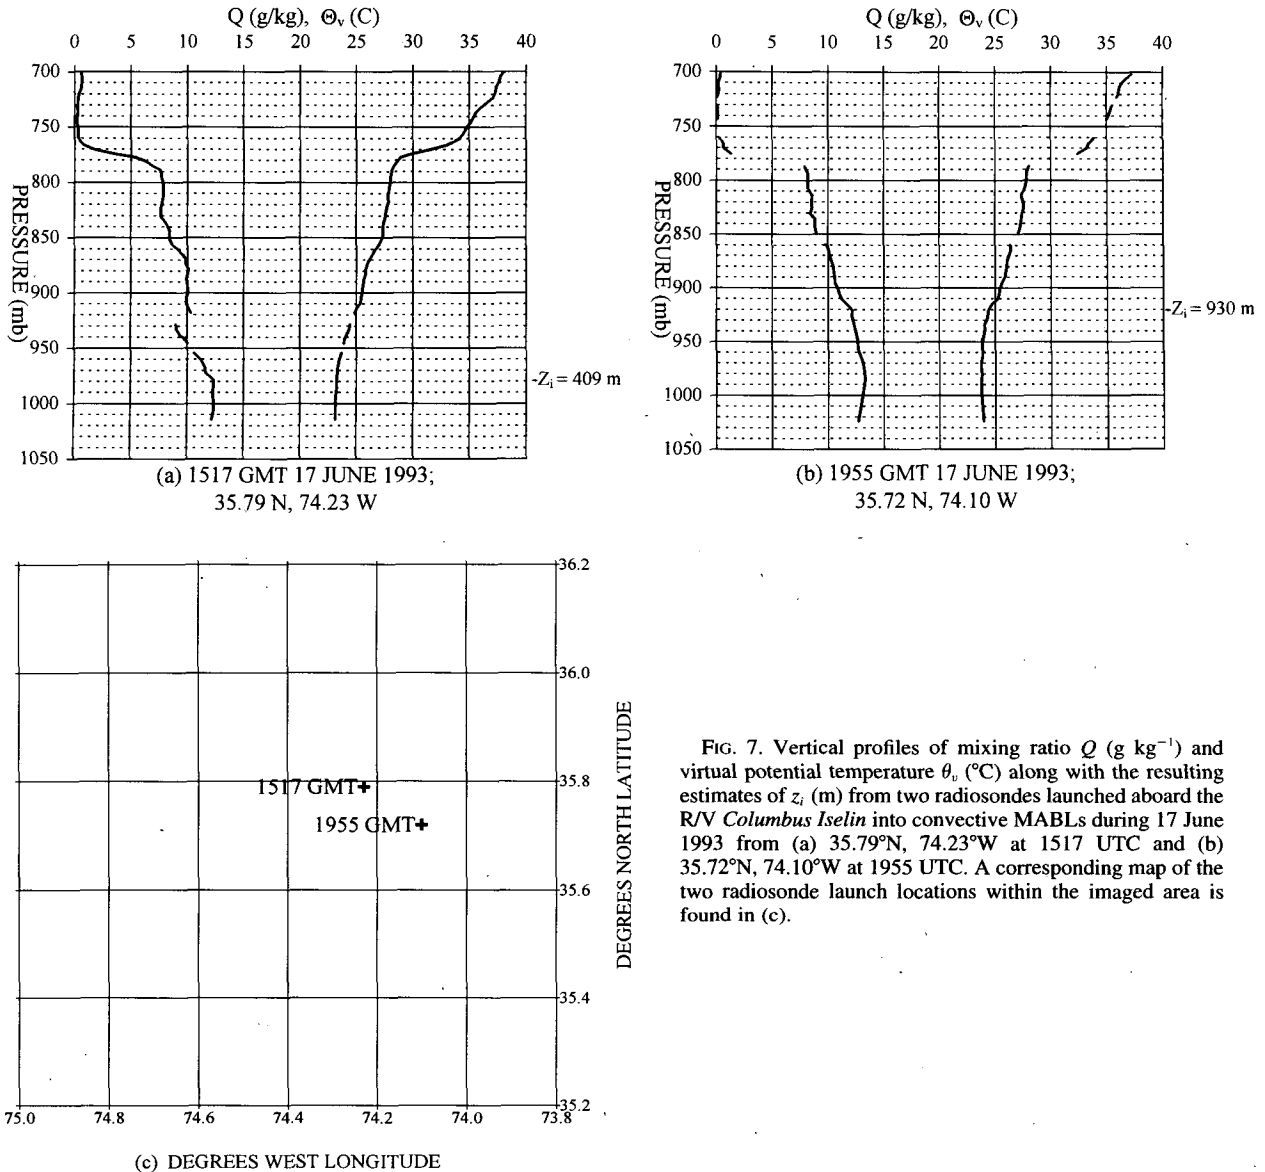 Q (g/kg), Θv (C)
0 5 10 15 20 25 30 35 40
700
750
800
850
900
950
1000
1050
PRESSURE (mb)
-Zi = 409 m
(a) 1517 GMT 17 JUNE 1993;
35.79 N, 74.23 W
Q (g/kg), Θv (C)
0 5 10 15 20 25 30 35 40
700
750
800
850
900
950
1000
1050
PRESSURE (mb)
-Zi = 930 m
(b) 1955 GMT 17 JUNE 1993;
35.72 N, 74.10 W
36.2
36.0
35.8
35.6
35.4
35.2
DEGREES NORTH LATITUDE
1517 GMT+
1955 GMT+
75.0 74.8 74.6 74.4 74.2 74.0 73.8
(c) DEGREES WEST LONGITUDE
FIG. 7. Vertical profiles of mixing ratio Q (g kg⁻¹) and
virtual potential temperature θv (°C) along with the resulting
estimates of zi (m) from two radiosondes launched aboard the
R/V Columbus Iselin into convective MABLs during 17 June
1993 from (a) 35.79°N, 74.23°W at 1517 UTC and (b)
35.72°N, 74.10°W at 1955 UTC. A corresponding map of the
two radiosonde launch locations within the imaged area is
found in (c).